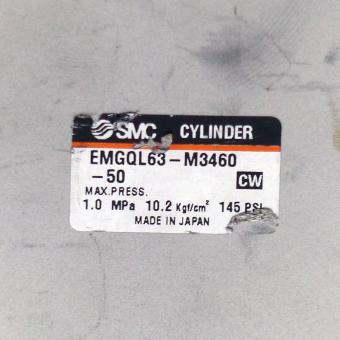 SMC CYLINDER
EMGQL63-M3460
-50 CW
MAX.PRESS.
1.0 MPa 10.2 Kgf/cm² 145 PSI
MADE IN JAPAN